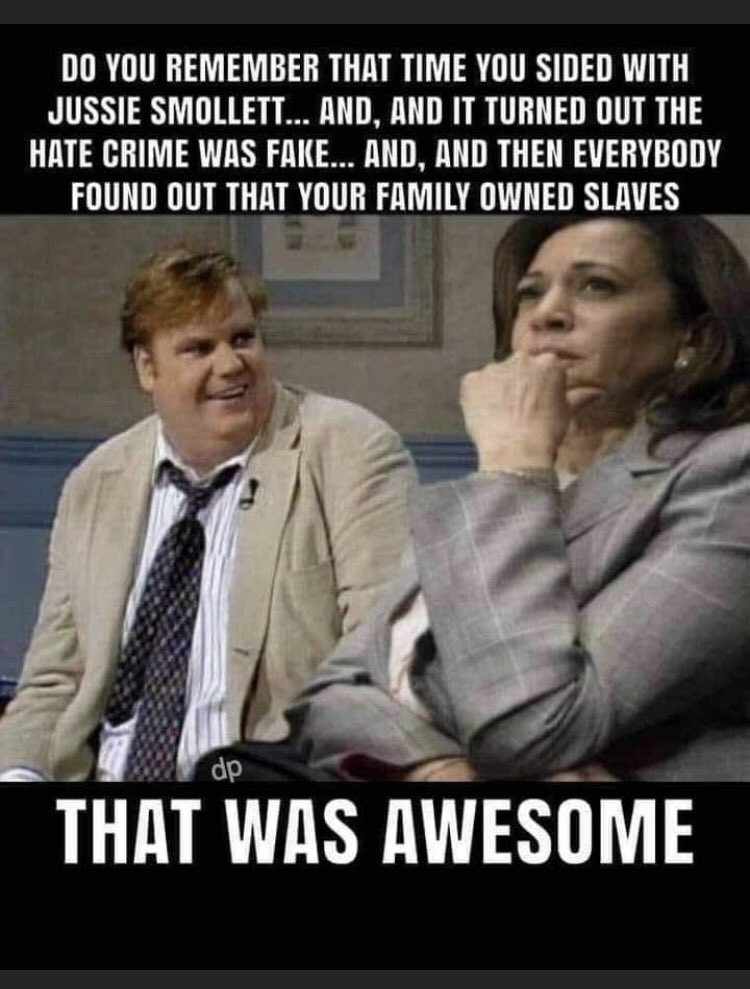 DO YOU REMEMBER THAT TIME YOU SIDED WITH
JUSSIE SMOLLETT... AND, AND IT TURNED OUT THE
HATE CRIME WAS FAKE... AND, AND THEN EVERYBODY
FOUND OUT THAT YOUR FAMILY OWNED SLAVES
dp
THAT WAS AWESOME